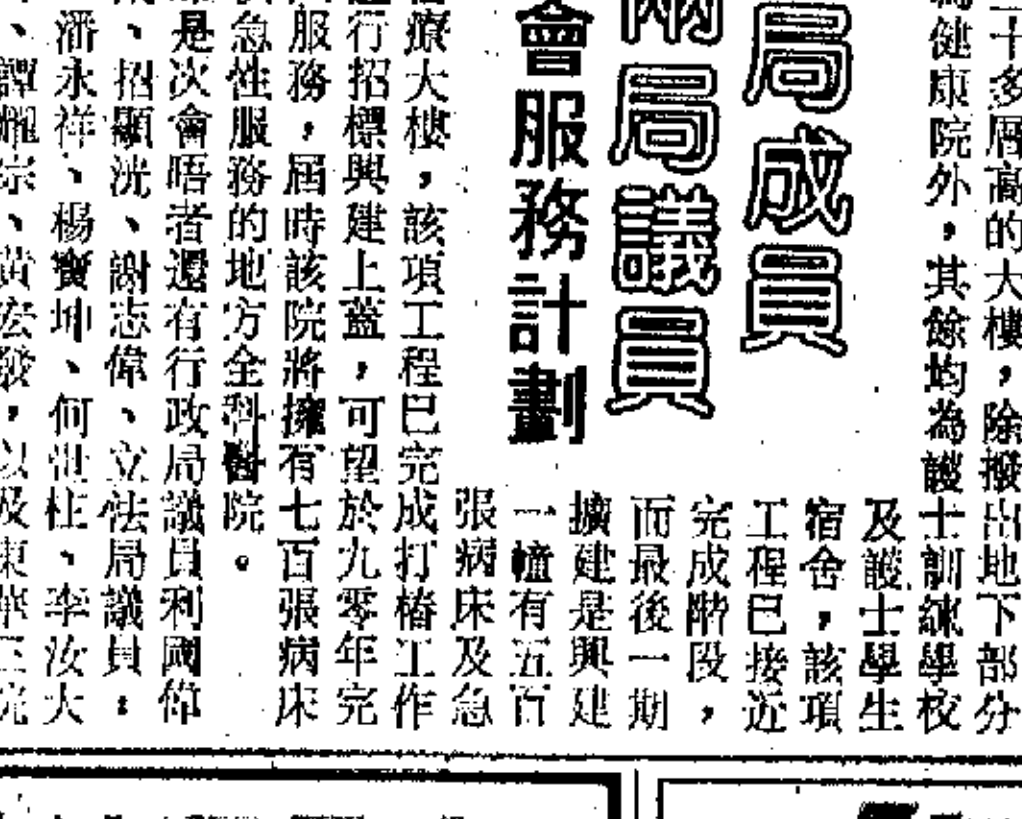 局成員
兩局議員
會服務計劃
二十多層高的大樓，除撥出地下部分
為健康院外，其餘均為護士訓練學校
及護士學生
宿舍，該項
工程已接近
完成階段，
而最後一期
擴建是興建
一幢有五百
張病床及急
療大樓，該項工程已完成打樁工作
行招標興建上蓋，可望於九零年完
服務，屆時該院將擁有七百張病床
急性服務的地方全科醫院。
是次會晤者還有行政局議員利國偉
、招顯洸、謝志偉、立法局議員：
潘永祥、楊寶坤、何世柱、李汝大
、譚耀宗、黃宏發，以及東華三院